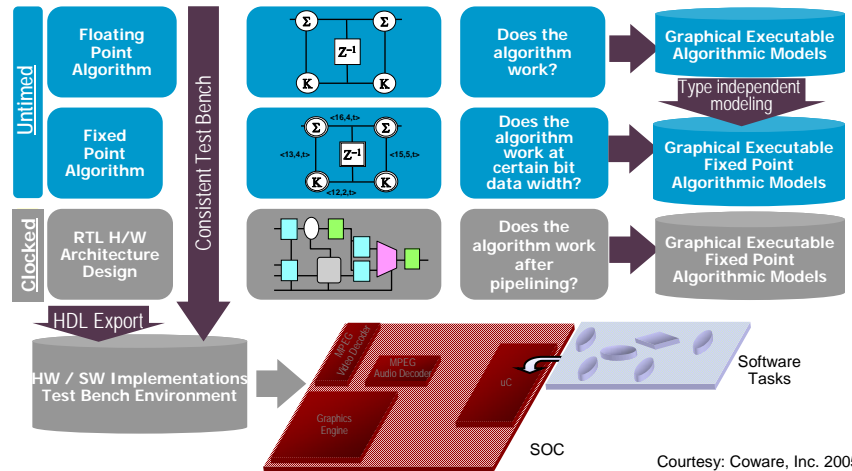 Untimed
Floating
Point
Algorithm
Σ
Σ
Z⁻¹
K
K
Does the
algorithm
work?
Graphical Executable
Algorithmic Models
Type independent
modeling
Consistent Test Bench
Fixed
Point
Algorithm
<16,4,t>
Σ
Σ
<13,4,t>
Z⁻¹
<15,5,t>
K
K
<12,2,t>
Does the
algorithm
work at
certain bit
data width?
Graphical Executable
Fixed Point
Algorithmic Models
Clocked
RTL H/W
Architecture
Design
Does the
algorithm work
after
pipelining?
Graphical Executable
Fixed Point
Algorithmic Models
HDL Export
HW / SW Implementations
Test Bench Environment
MPEG
Video Decoder
MPEG
Audio Decoder
uC
Graphics
Engine
Software
Tasks
SOC
Courtesy: Coware, Inc. 2005